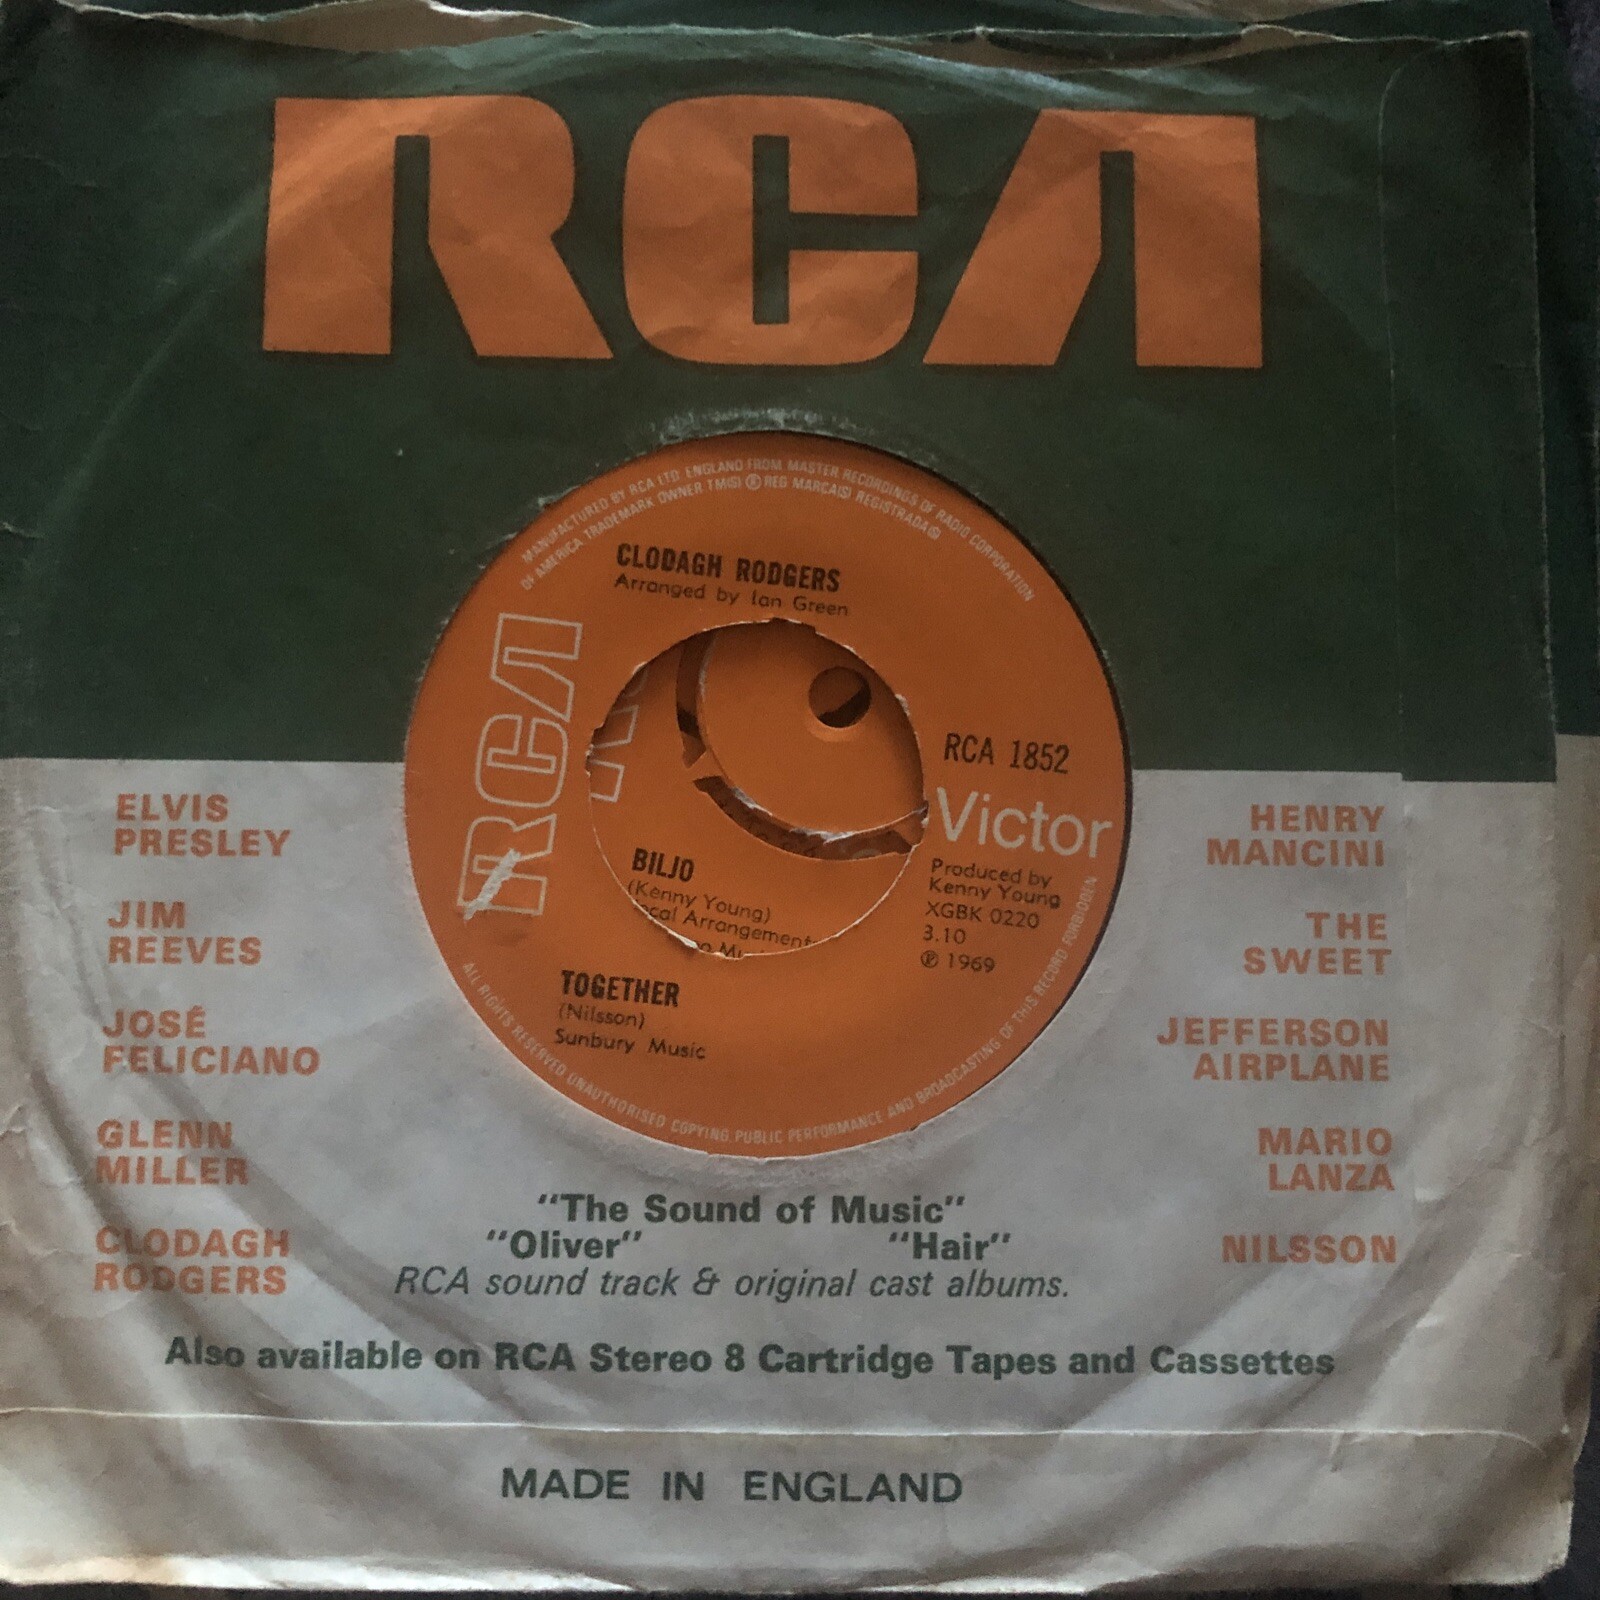 RCA
MANUFACTURED BY RCA LTD. ENGLAND FROM MASTER RECORDINGS OF RADIO CORPORATION
OF AMERICA TRADEMARK OWNER TM(S) ® REG MARCA(S) REGISTRADA(S)
CLODAGH RODGERS
Arranged by Ian Green
RCA
RCA 1852
Victor
Produced by
Kenny Young
XGBK 0220
3.10
℗ 1969
BILJO
(Kenny Young)
Arrangement
TOGETHER
(Nilsson)
Sunbury Music
ALL RIGHTS RESERVED UNAUTHORISED COPYING, PUBLIC PERFORMANCE AND BROADCASTING OF THIS RECORD FORBIDDEN
ELVIS
PRESLEY
JIM
REEVES
JOSÉ
FELICIANO
GLENN
MILLER
CLODAGH
RODGERS
HENRY
MANCINI
THE
SWEET
JEFFERSON
AIRPLANE
MARIO
LANZA
NILSSON
"The Sound of Music"
"Oliver" "Hair"
RCA sound track & original cast albums.
Also available on RCA Stereo 8 Cartridge Tapes and Cassettes
MADE IN ENGLAND